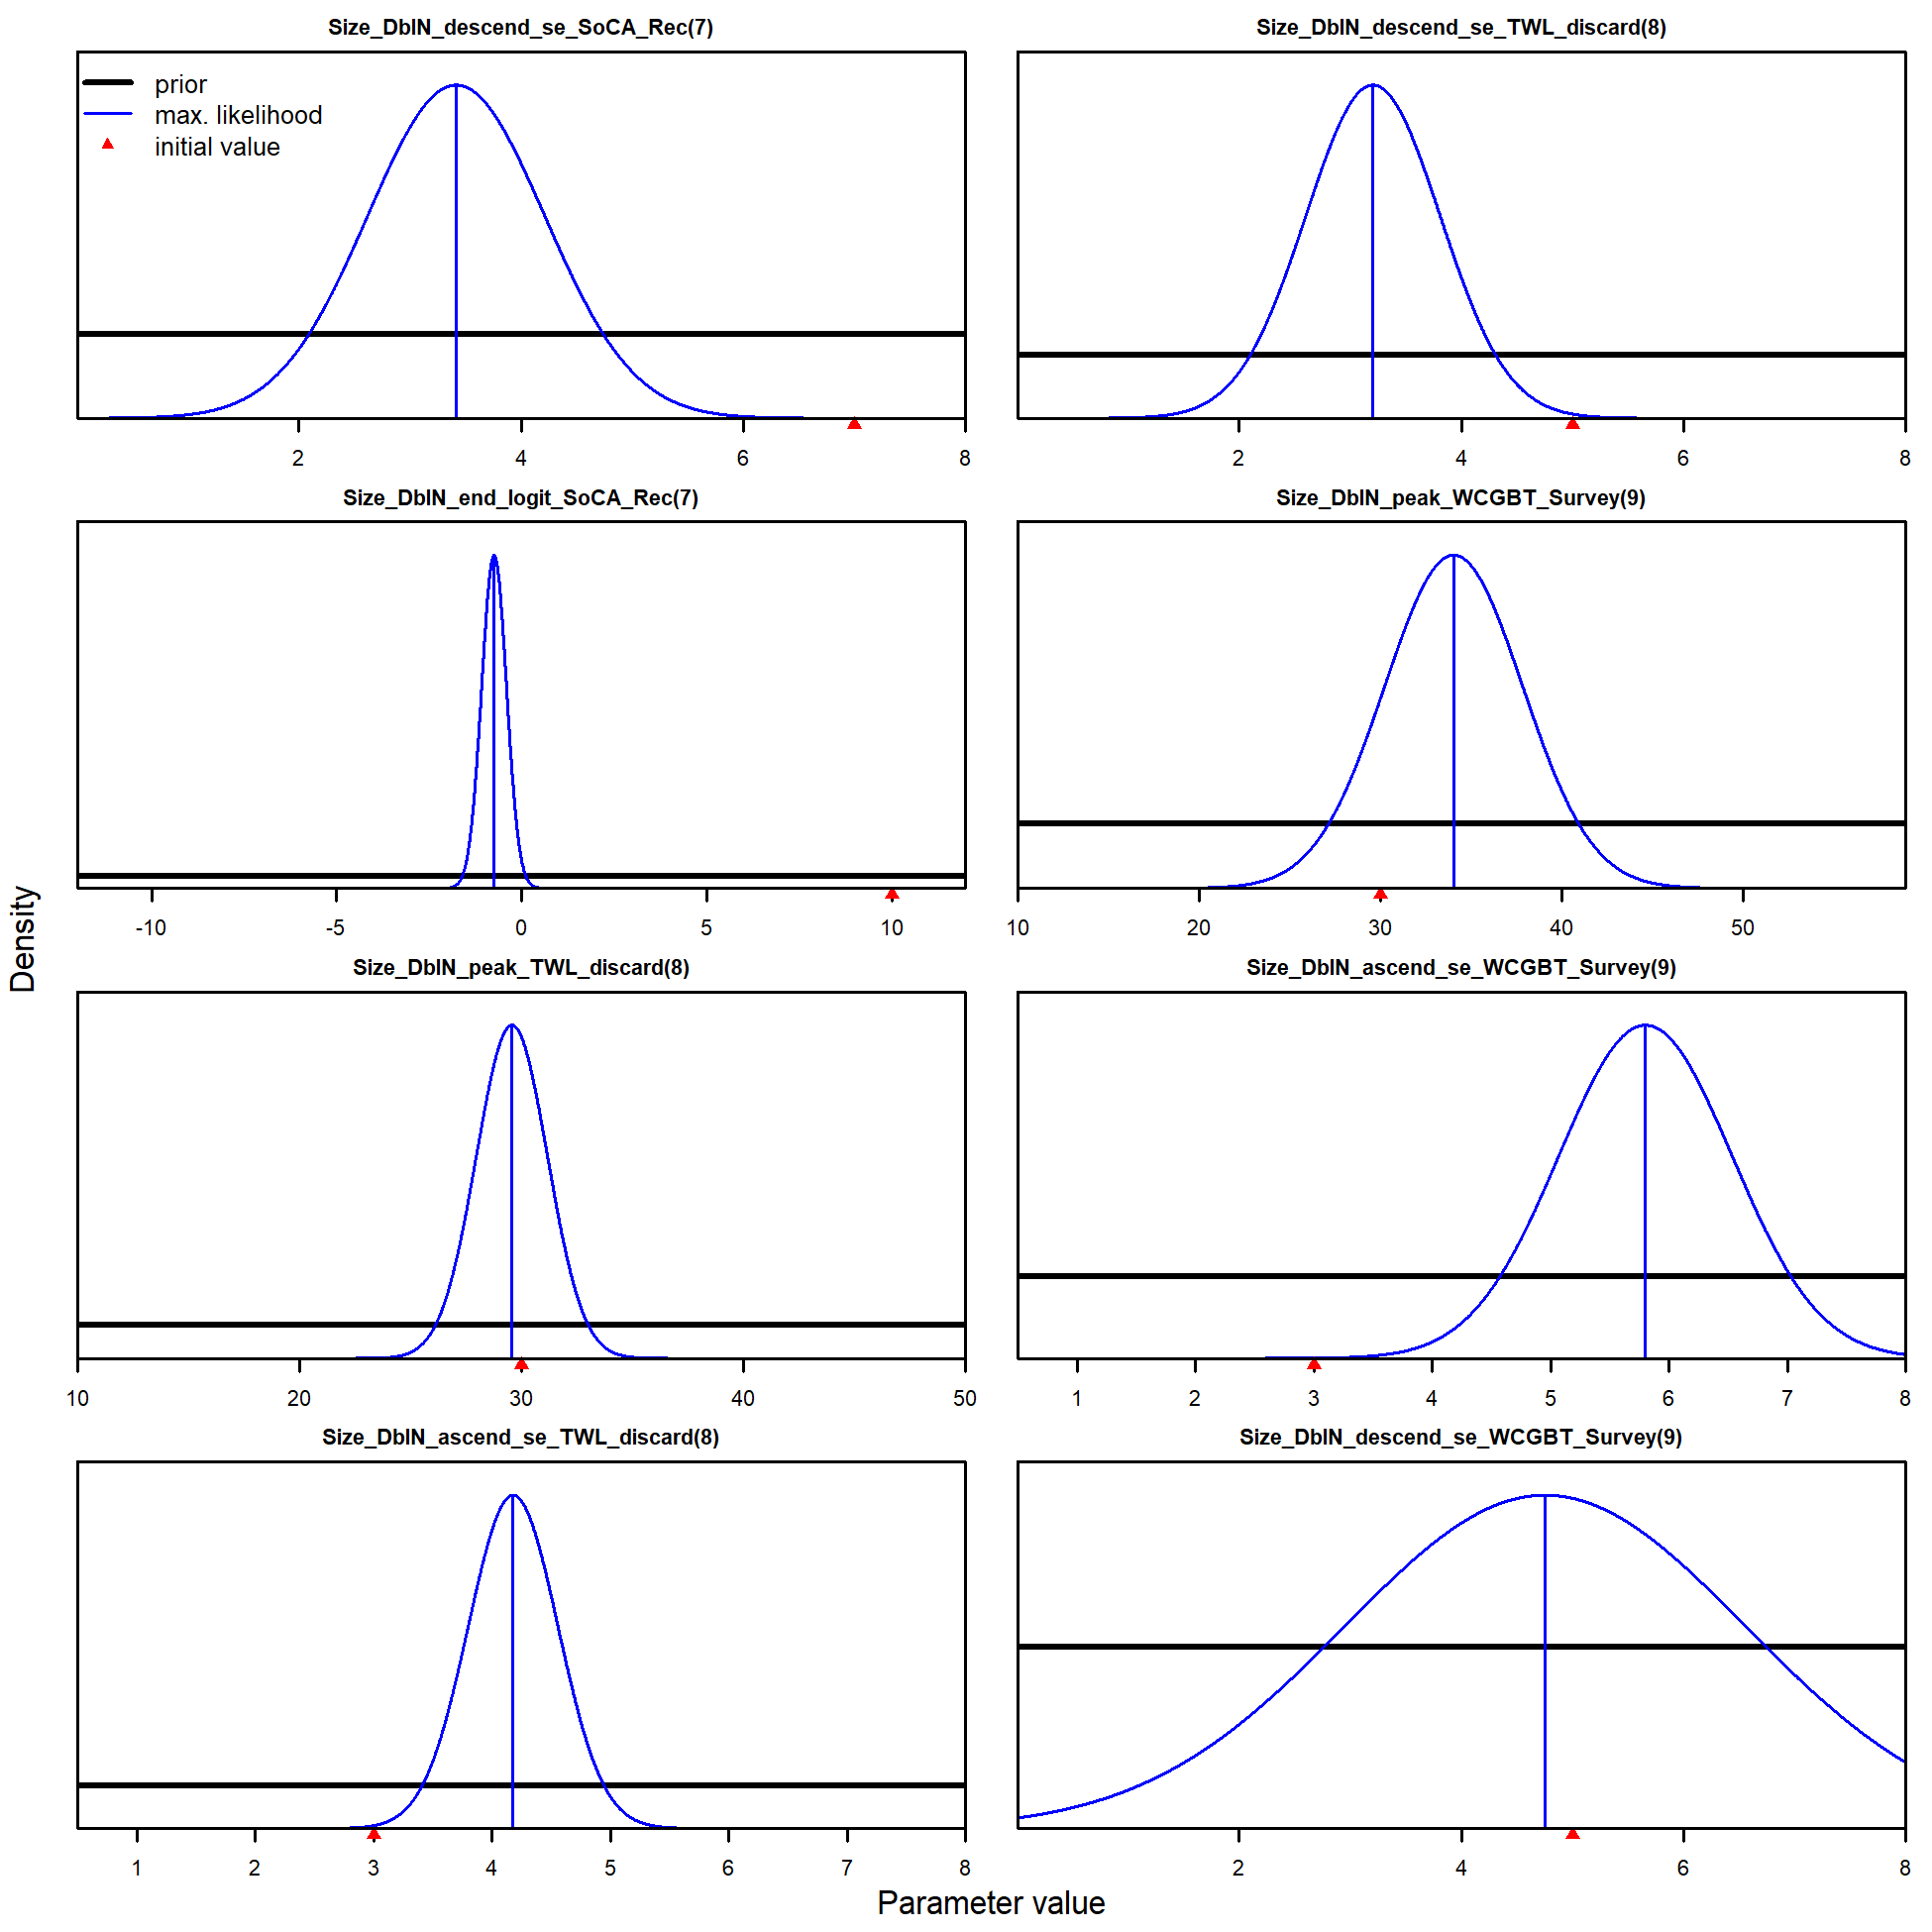 Size_DblN_descend_se_SoCA_Rec(7)
prior
max. likelihood
initial value
2 4 6 8
Size_DblN_descend_se_TWL_discard(8)
2 4 6 8
Size_DblN_end_logit_SoCA_Rec(7)
-10 -5 0 5 10
Size_DblN_peak_WCGBT_Survey(9)
10 20 30 40 50
Size_DblN_peak_TWL_discard(8)
10 20 30 40 50
Size_DblN_ascend_se_WCGBT_Survey(9)
1 2 3 4 5 6 7 8
Size_DblN_ascend_se_TWL_discard(8)
1 2 3 4 5 6 7 8
Size_DblN_descend_se_WCGBT_Survey(9)
2 4 6 8
Density
Parameter value